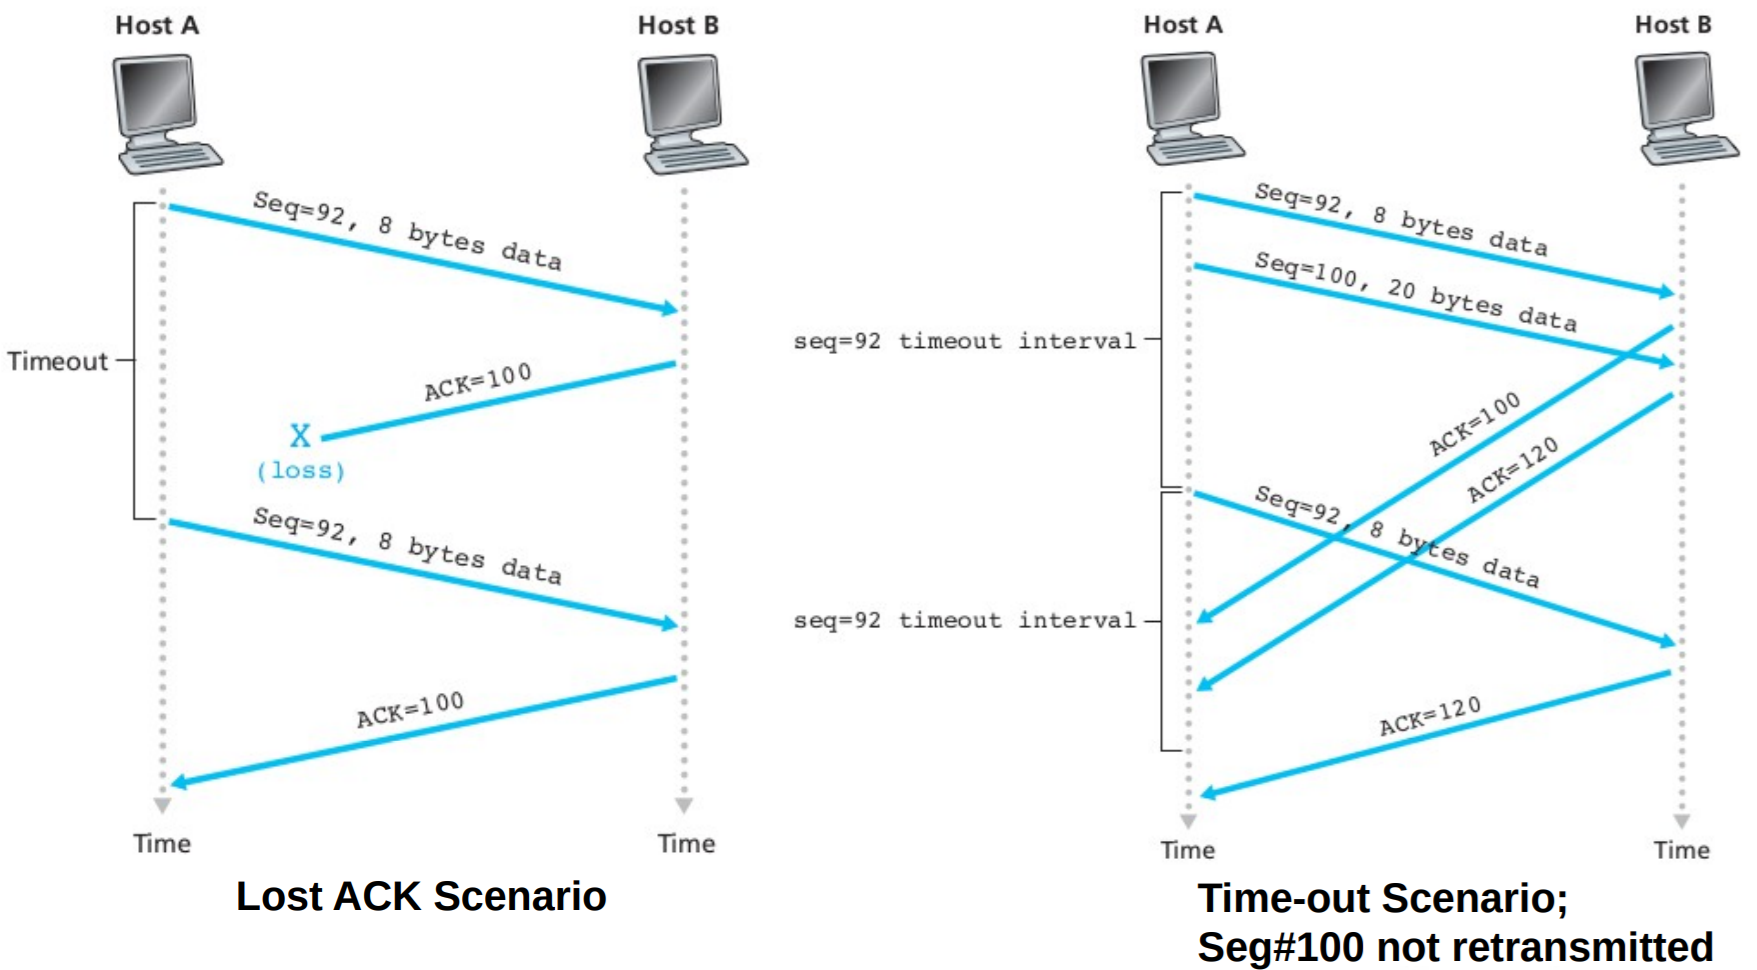 Host A
Host B
Seq=92, 8 bytes data
Timeout
ACK=100
X
(loss)
Seq=92, 8 bytes data
ACK=100
Time
Time
Lost ACK Scenario
Host A
Host B
Seq=92, 8 bytes data
Seq=100, 20 bytes data
seq=92 timeout interval
ACK=100
ACK=120
Seq=92, 8 bytes data
seq=92 timeout interval
ACK=120
Time
Time
Time-out Scenario;
Seg#100 not retransmitted